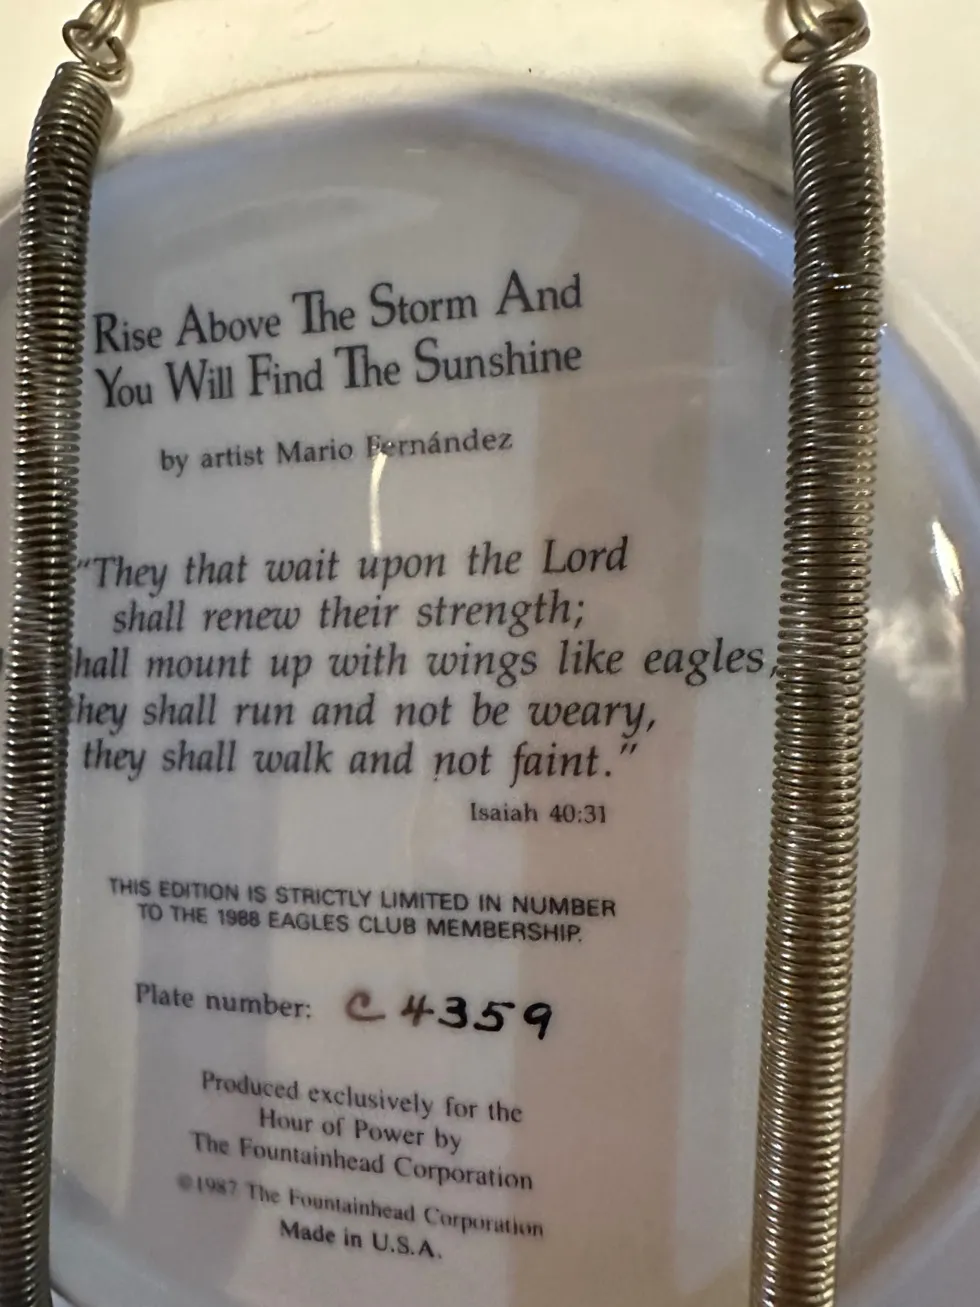 Rise Above The Storm And
You Will Find The Sunshine
by artist Mario Fernández
"They that wait upon the Lord
shall renew their strength;
hall mount up with wings like eagles,
they shall run and not be weary,
they shall walk and not faint."
Isaiah 40:31
THIS EDITION IS STRICTLY LIMITED IN NUMBER
TO THE 1988 EAGLES CLUB MEMBERSHIP.
Plate number: C4359
Produced exclusively for the
Hour of Power by
The Fountainhead Corporation
©1987 The Fountainhead Corporation
Made in U.S.A.